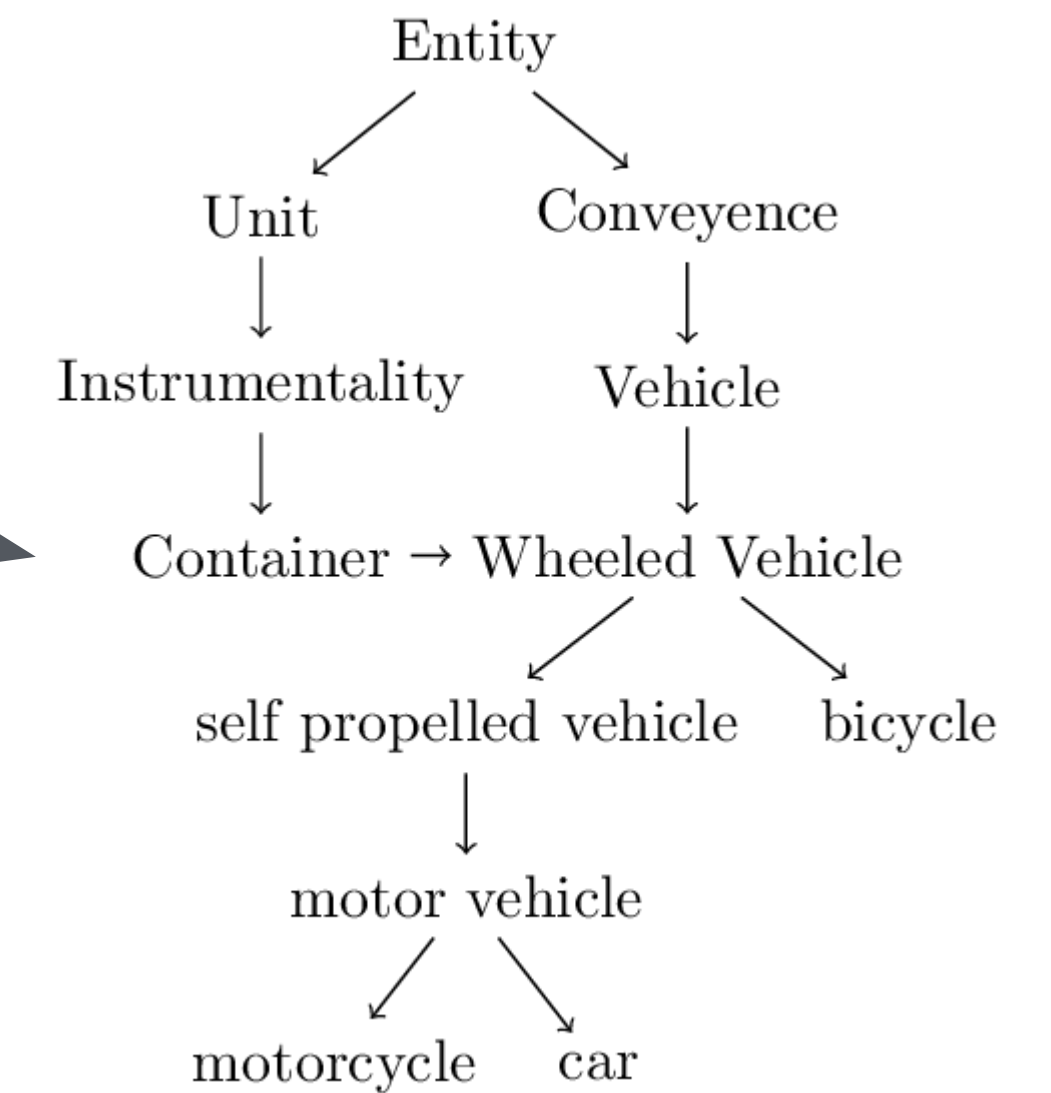 Entity
Unit Conveyence
Instrumentality Vehicle
Container → Wheeled Vehicle
self propelled vehicle bicycle
motor vehicle
motorcycle car